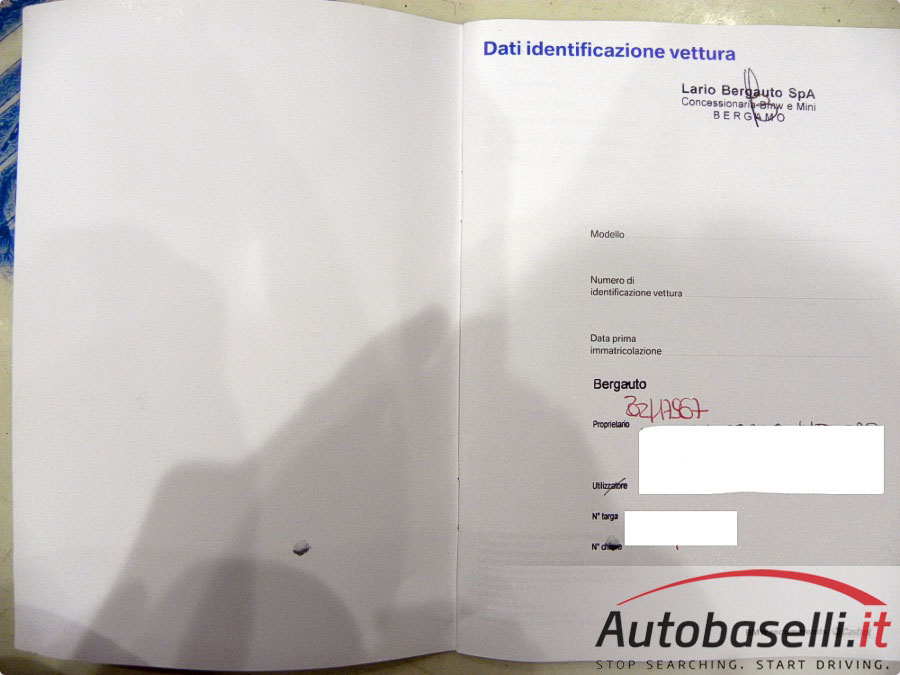 Dati identificazione vettura
Lario Bergauto SpA
Concessionaria Bmw e Mini
BERGAMO
Modello
Numero di
identificazione vettura
Data prima
immatricolazione
Bergauto
Proprietario
Utilizzatore
N° targa
N° chiave
Autobaselli.it
STOP SEARCHING. START DRIVING.